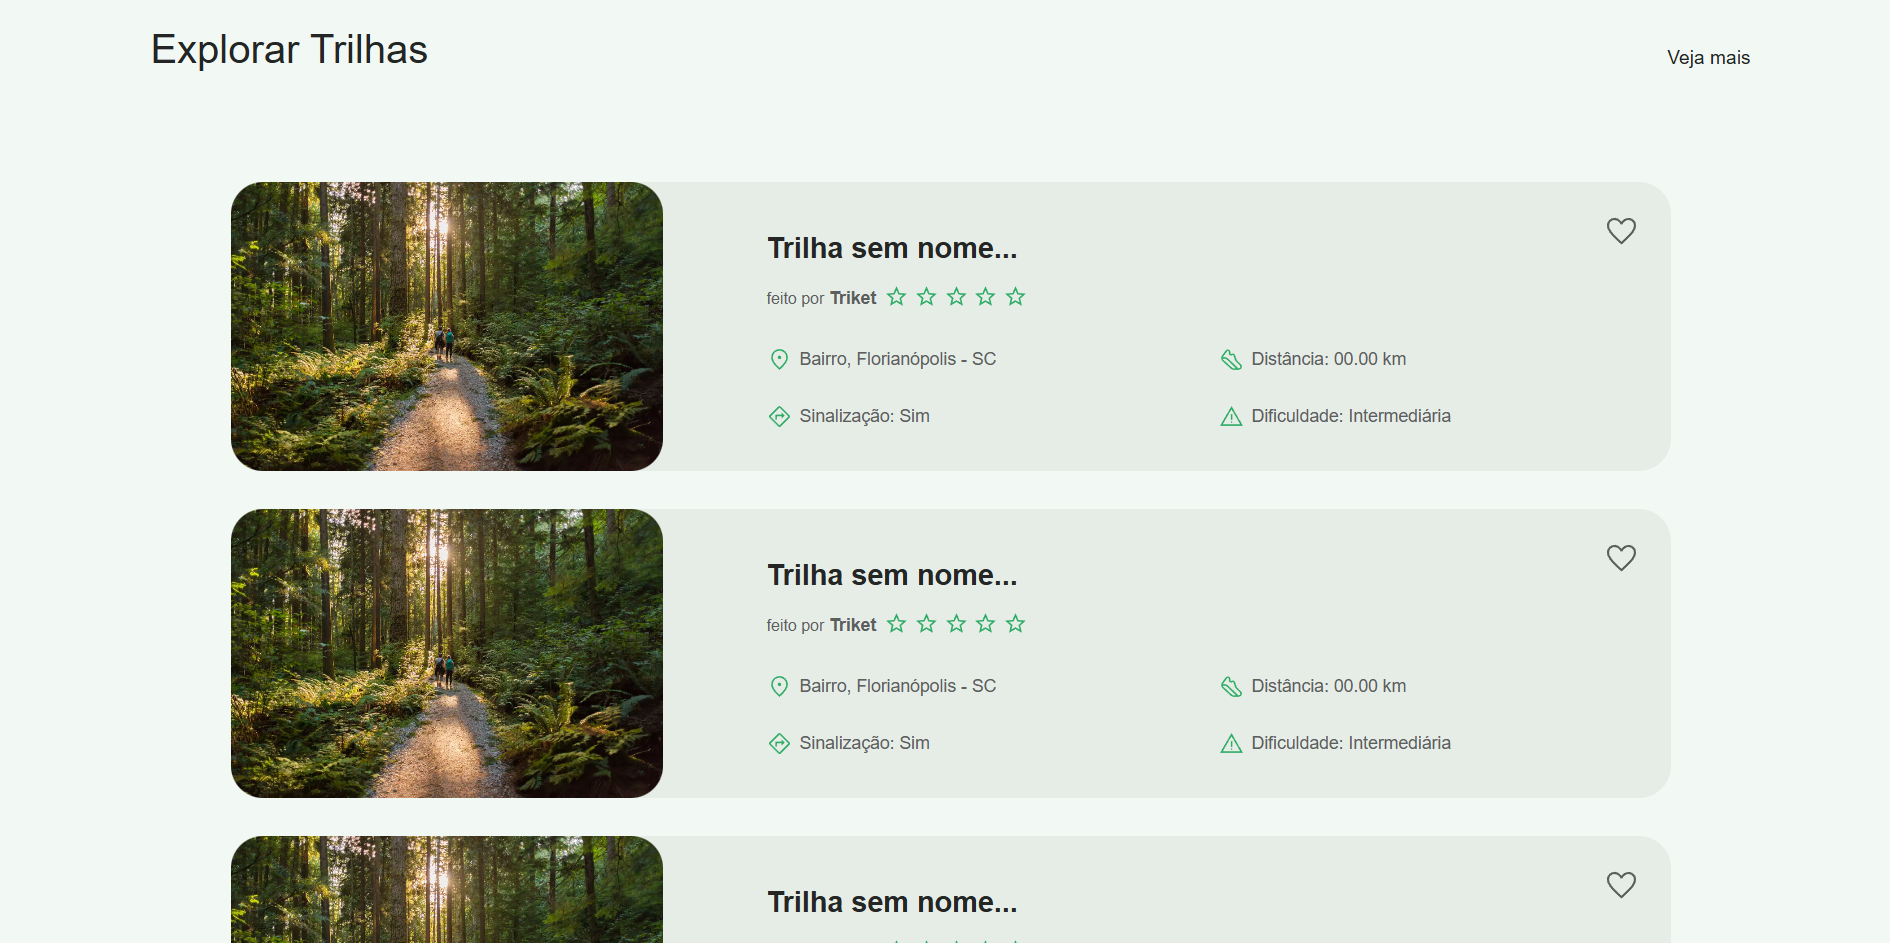 Explorar Trilhas
Veja mais
Trilha sem nome...
feito por Triket
Bairro, Florianópolis - SC
Distância: 00.00 km
Sinalização: Sim
Dificuldade: Intermediária
Trilha sem nome...
feito por Triket
Bairro, Florianópolis - SC
Distância: 00.00 km
Sinalização: Sim
Dificuldade: Intermediária
Trilha sem nome...